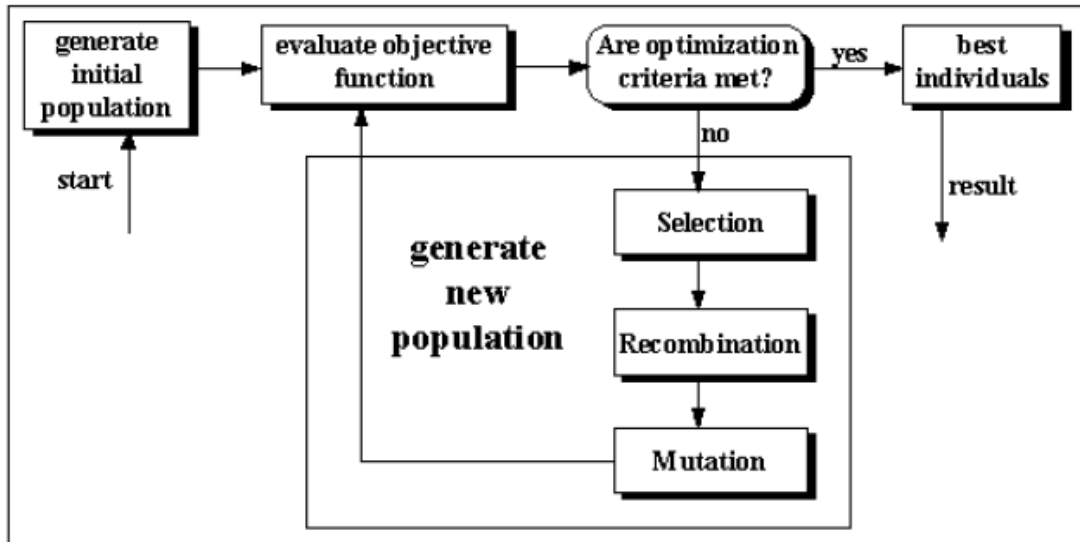 generate
initial
population
evaluate objective
function
Are optimization
criteria met?
yes
best
individuals
start
no
result
generate
new
population
Selection
Recombination
Mutation